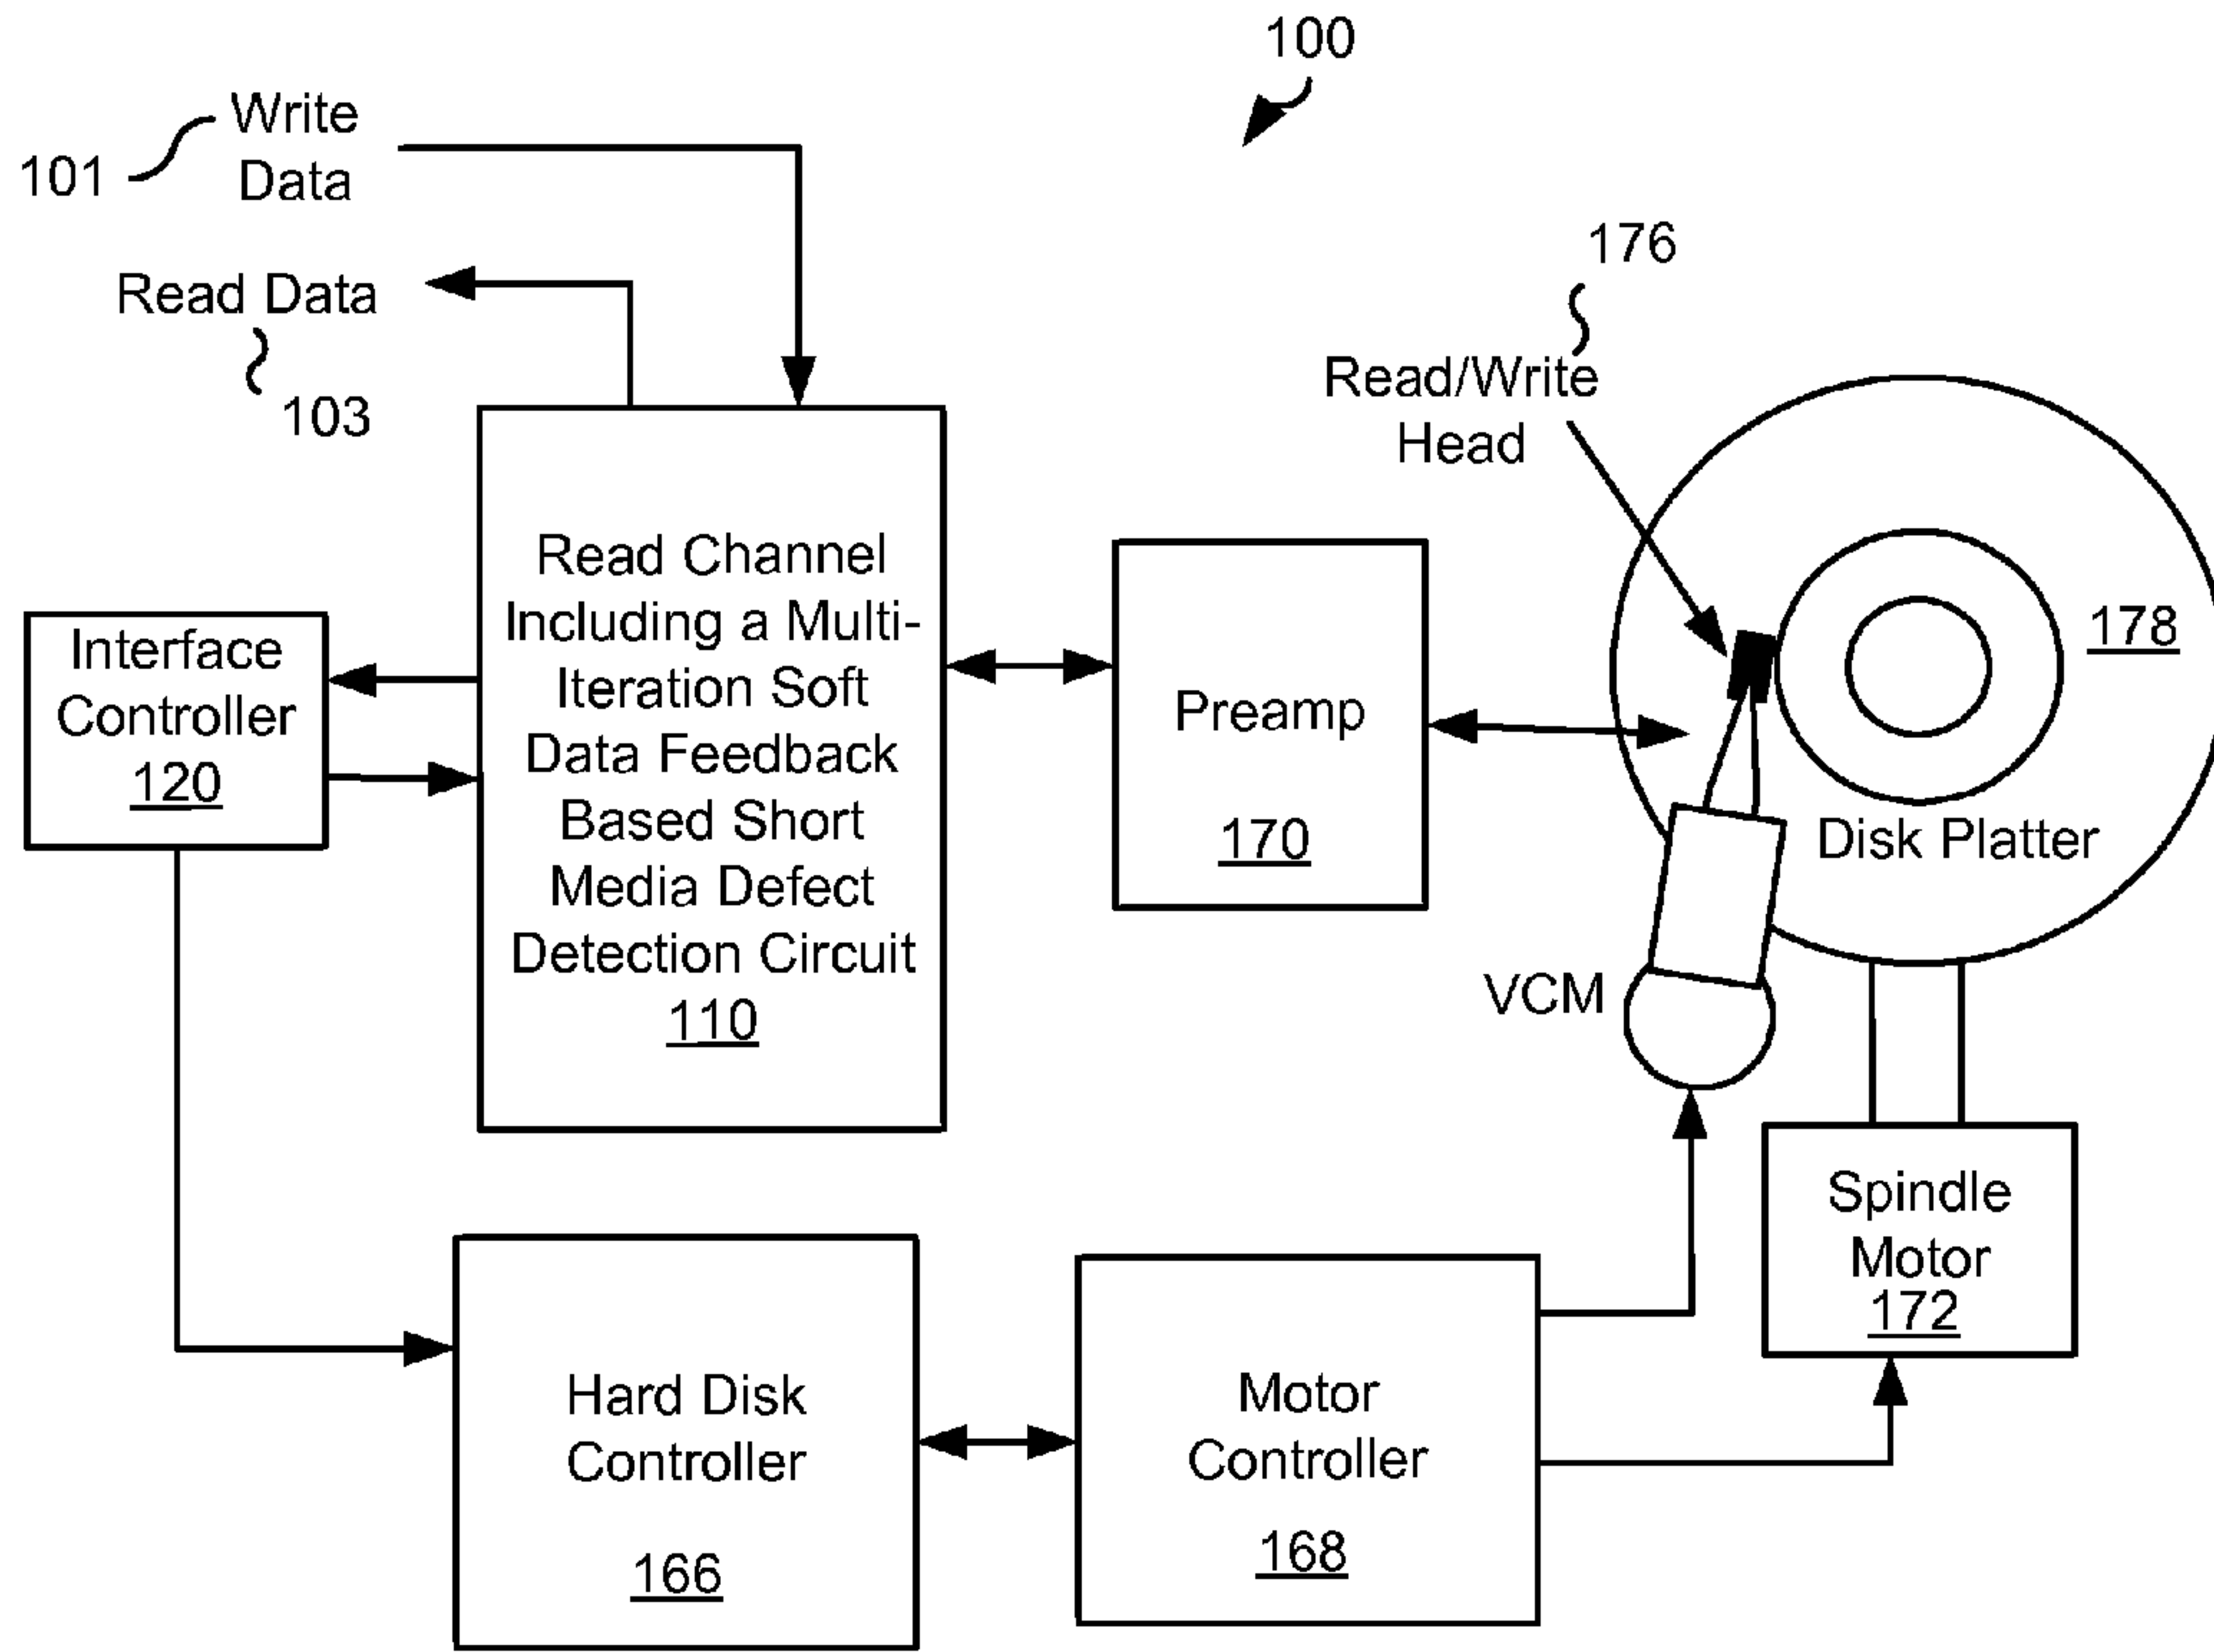 100
Write
Data
101
Read Data
103
176
Read/Write
Head
178
Disk Platter
Read Channel
Including a Multi-
Iteration Soft
Data Feedback
Based Short
Media Defect
Detection Circuit
110
Interface
Controller
120
Preamp
170
VCM
Spindle
Motor
172
Hard Disk
Controller
166
Motor
Controller
168